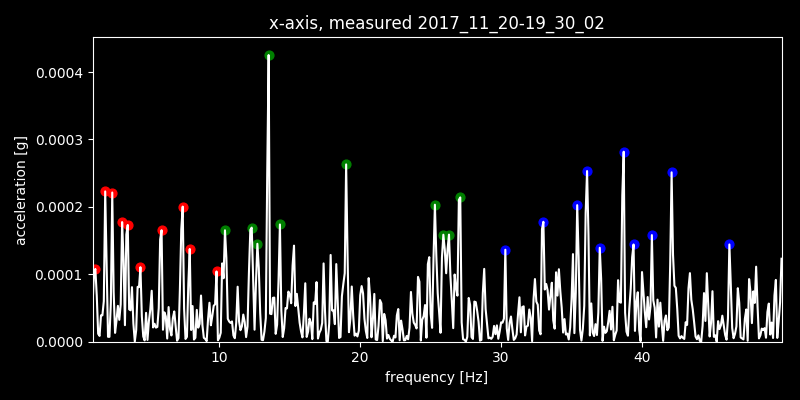 x-axis, measured 2017_11_20-19_30_02
0.0004
0.0003
0.0002
0.0001
0.0000
acceleration [g]
10 20 30 40
frequency [Hz]